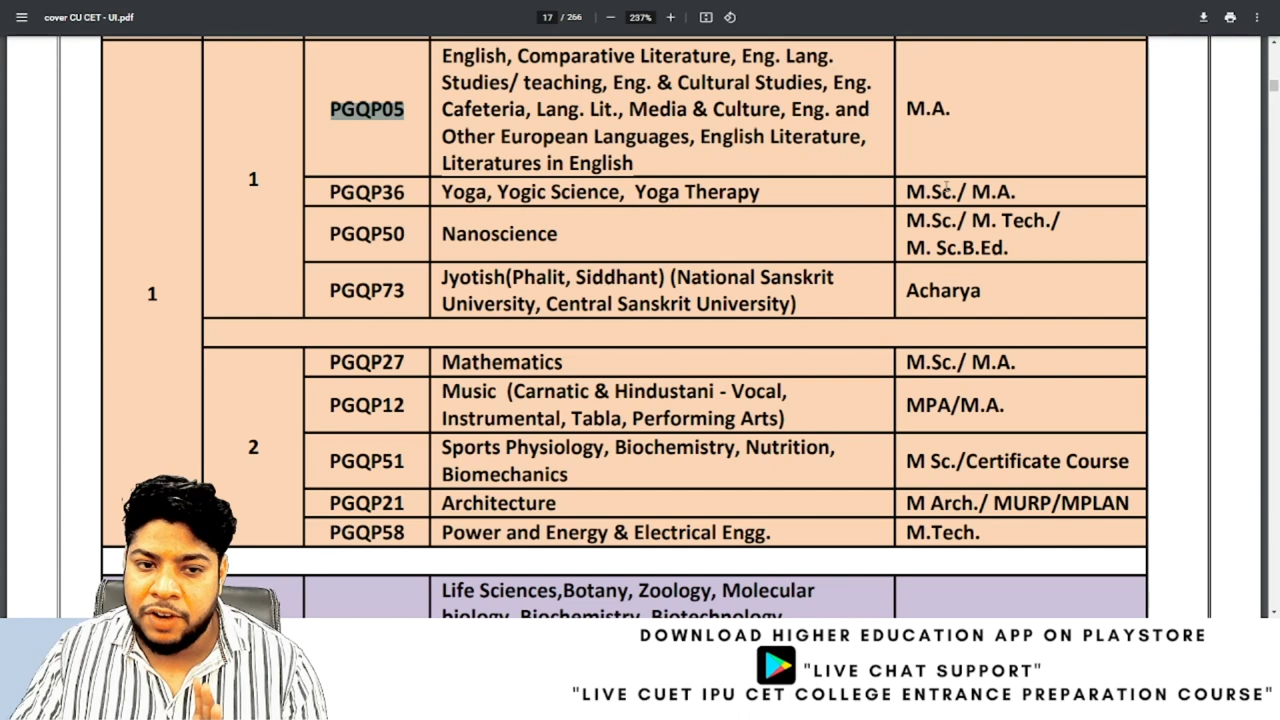 cover CU CET - UI.pdf
17 / 266
237%
English, Comparative Literature, Eng. Lang.
Studies/ teaching, Eng. & Cultural Studies, Eng.
PGQP05 Cafeteria, Lang. Lit., Media & Culture, Eng. and M.A.
Other European Languages, English Literature,
Literatures in English
1
PGQP36 Yoga, Yogic Science, Yoga Therapy M.Sc./ M.A.
PGQP50 Nanoscience M.Sc./ M. Tech./
M. Sc.B.Ed.
1
PGQP73 Jyotish(Phalit, Siddhant) (National Sanskrit Acharya
University, Central Sanskrit University)
PGQP27 Mathematics M.Sc./ M.A.
PGQP12 Music (Carnatic & Hindustani - Vocal, MPA/M.A.
Instrumental, Tabla, Performing Arts)
2
PGQP51 Sports Physiology, Biochemistry, Nutrition, M Sc./Certificate Course
Biomechanics
PGQP21 Architecture M Arch./ MURP/MPLAN
PGQP58 Power and Energy & Electrical Engg. M.Tech.
Life Sciences,Botany, Zoology, Molecular
biology, Biochemistry, Biotechnology,
DOWNLOAD HIGHER EDUCATION APP ON PLAYSTORE
"LIVE CHAT SUPPORT"
"LIVE CUET IPU CET COLLEGE ENTRANCE PREPARATION COURSE"